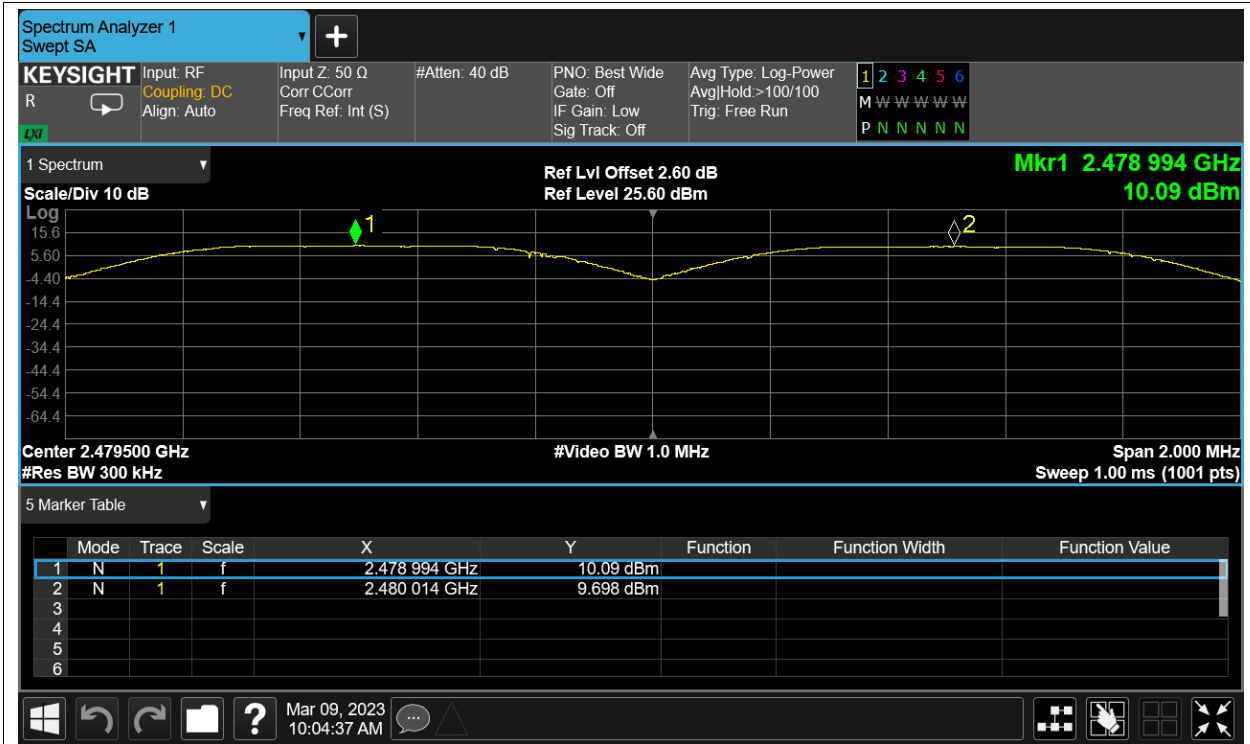 Spectrum Analyzer 1
Swept SA
KEYSIGHT
R
LXI
Input: RF
Coupling: DC
Align: Auto
Input Z: 50 Ω
Corr CCorr
Freq Ref: Int (S)
#Atten: 40 dB
PNO: Best Wide
Gate: Off
IF Gain: Low
Sig Track: Off
Avg Type: Log-Power
Avg|Hold:>100/100
Trig: Free Run
1 2 3 4 5 6
M W W W W W
P N N N N N
1 Spectrum
Scale/Div 10 dB
Ref Lvl Offset 2.60 dB
Ref Level 25.60 dBm
Mkr1 2.478 994 GHz
10.09 dBm
Log
15.6
5.60
-4.40
-14.4
-24.4
-34.4
-44.4
-54.4
-64.4
1
2
Center 2.479500 GHz
#Res BW 300 kHz
#Video BW 1.0 MHz
Span 2.000 MHz
Sweep 1.00 ms (1001 pts)
5 Marker Table
Mode Trace Scale X Y Function Function Width Function Value
1 N 1 f 2.478 994 GHz 10.09 dBm
2 N 1 f 2.480 014 GHz 9.698 dBm
3
4
5
6
?
Mar 09, 2023
10:04:37 AM